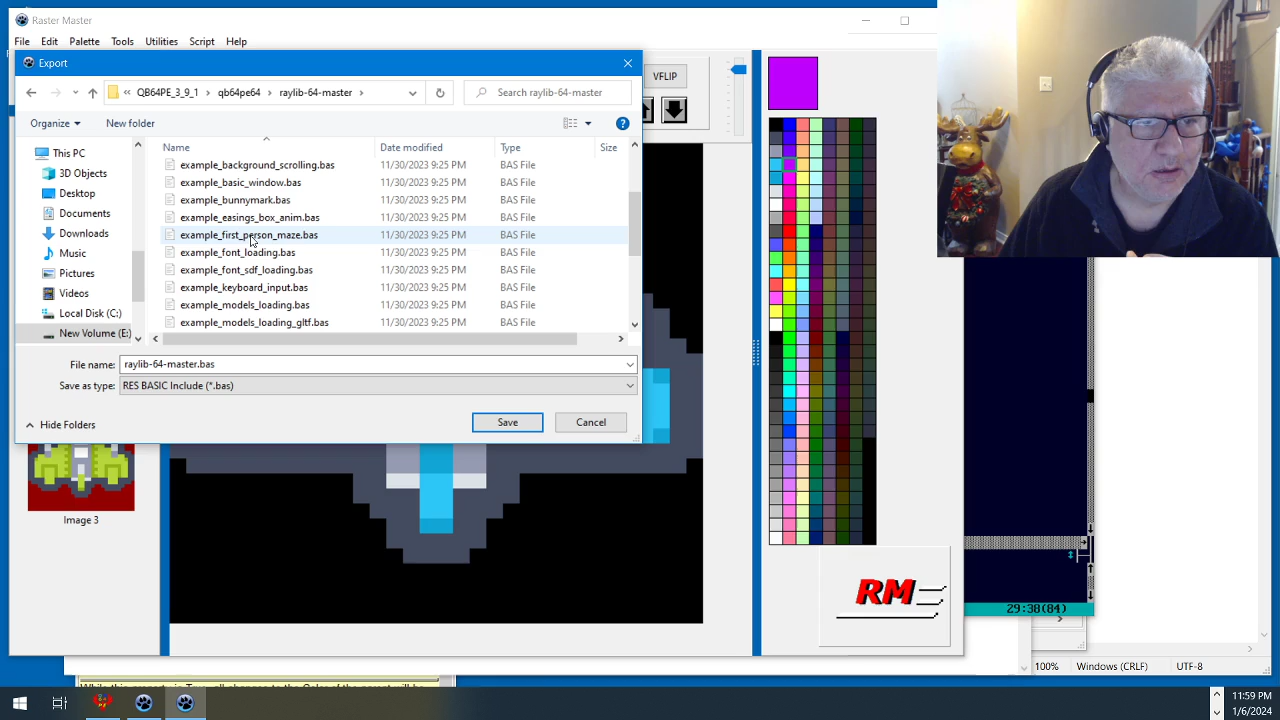 Raster Master
File Edit Palette Tools Utilities Script Help
Export
« QB64PE_3_9_1 > qb64pe64 > raylib-64-master >
Search raylib-64-master
VFLIP
Organize
New folder
Name Date modified Type Size
This PC
3D Objects
Desktop
Documents
Downloads
Music
Pictures
Videos
Local Disk (C:)
New Volume (E:)
example_background_scrolling.bas 11/30/2023 9:25 PM BAS File
example_basic_window.bas 11/30/2023 9:25 PM BAS File
example_bunnymark.bas 11/30/2023 9:25 PM BAS File
example_easings_box_anim.bas 11/30/2023 9:25 PM BAS File
example_first_person_maze.bas 11/30/2023 9:25 PM BAS File
example_font_loading.bas 11/30/2023 9:25 PM BAS File
example_font_sdf_loading.bas 11/30/2023 9:25 PM BAS File
example_keyboard_input.bas 11/30/2023 9:25 PM BAS File
example_models_loading.bas 11/30/2023 9:25 PM BAS File
example_models_loading_gltf.bas 11/30/2023 9:25 PM BAS File
File name: raylib-64-master.bas
Save as type: RES BASIC Include (*.bas)
Hide Folders
Save
Cancel
Image 3
RM
29:38(84)
100% Windows (CRLF) UTF-8
11:59 PM
1/6/2024